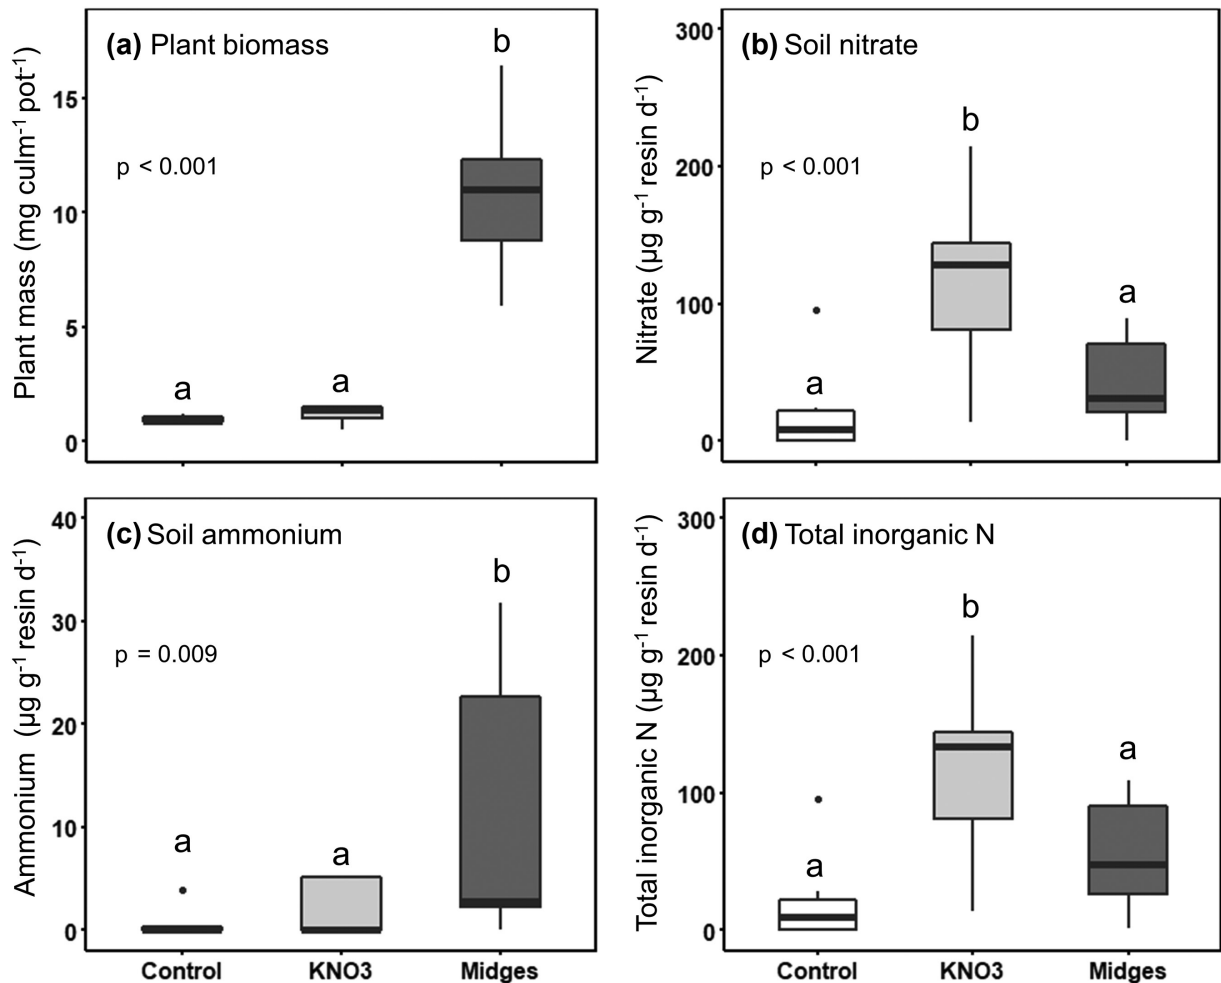 (a) Plant biomass
b
15
p < 0.001
10
5
a
a
0
Plant mass (mg culm⁻¹ pot⁻¹)
(b) Soil nitrate
300
b
200
p < 0.001
a
100
a
0
Nitrate (µg g⁻¹ resin d⁻¹)
(c) Soil ammonium
40
b
30
p = 0.009
20
a
a
10
0
Ammonium (µg g⁻¹ resin d⁻¹)
Control KNO3 Midges
(d) Total inorganic N
300
b
200
p < 0.001
a
100
a
0
Total inorganic N (µg g⁻¹ resin d⁻¹)
Control KNO3 Midges